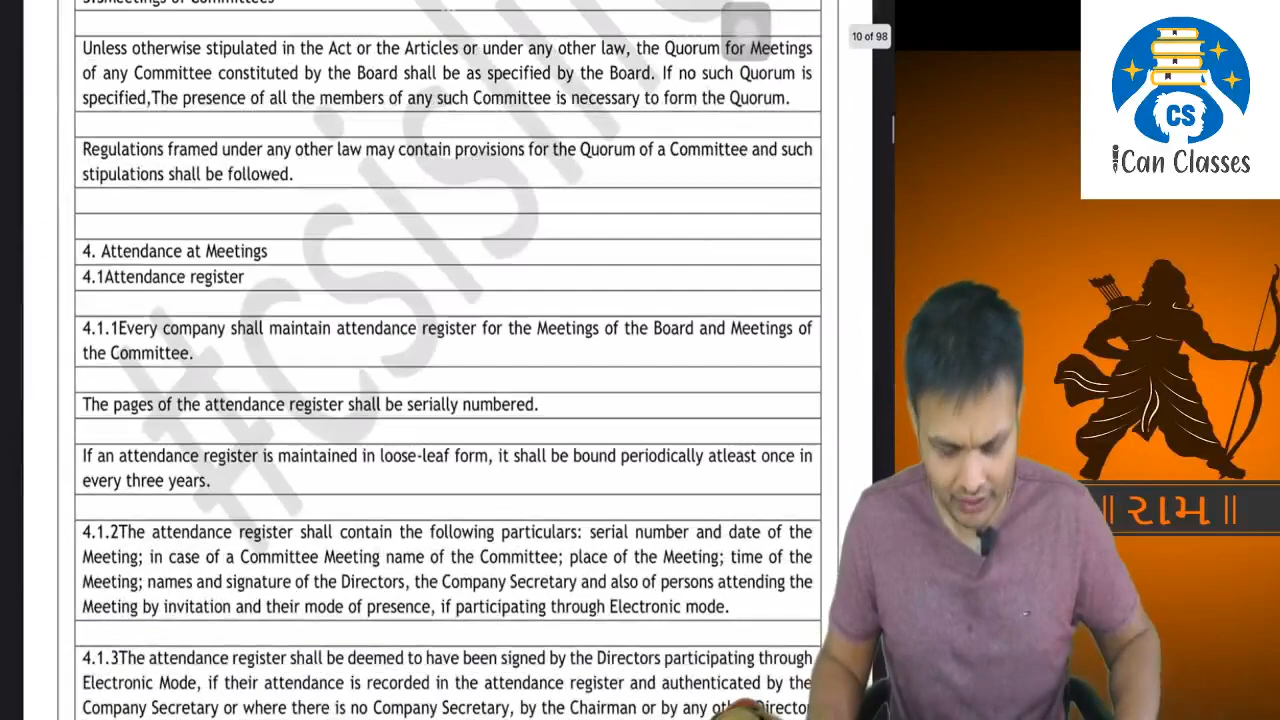 Unless otherwise stipulated in the Act or the Articles or under any other law, the Quorum for Meetings
of any Committee constituted by the Board shall be as specified by the Board. If no such Quorum is
specified,The presence of all the members of any such Committee is necessary to form the Quorum.
Regulations framed under any other law may contain provisions for the Quorum of a Committee and such
stipulations shall be followed.
4. Attendance at Meetings
4.1Attendance register
4.1.1Every company shall maintain attendance register for the Meetings of the Board and Meetings of
the Committee.
The pages of the attendance register shall be serially numbered.
If an attendance register is maintained in loose-leaf form, it shall be bound periodically atleast once in
every three years.
4.1.2The attendance register shall contain the following particulars: serial number and date of the
Meeting; in case of a Committee Meeting name of the Committee; place of the Meeting; time of the
Meeting; names and signature of the Directors, the Company Secretary and also of persons attending the
Meeting by invitation and their mode of presence, if participating through Electronic mode.
4.1.3The attendance register shall be deemed to have been signed by the Directors participating through
Electronic Mode, if their attendance is recorded in the attendance register and authenticated by the
Company Secretary or where there is no Company Secretary, by the Chairman or by any other Director
10 of 98
CS
iCan Classes
॥ રામ ॥